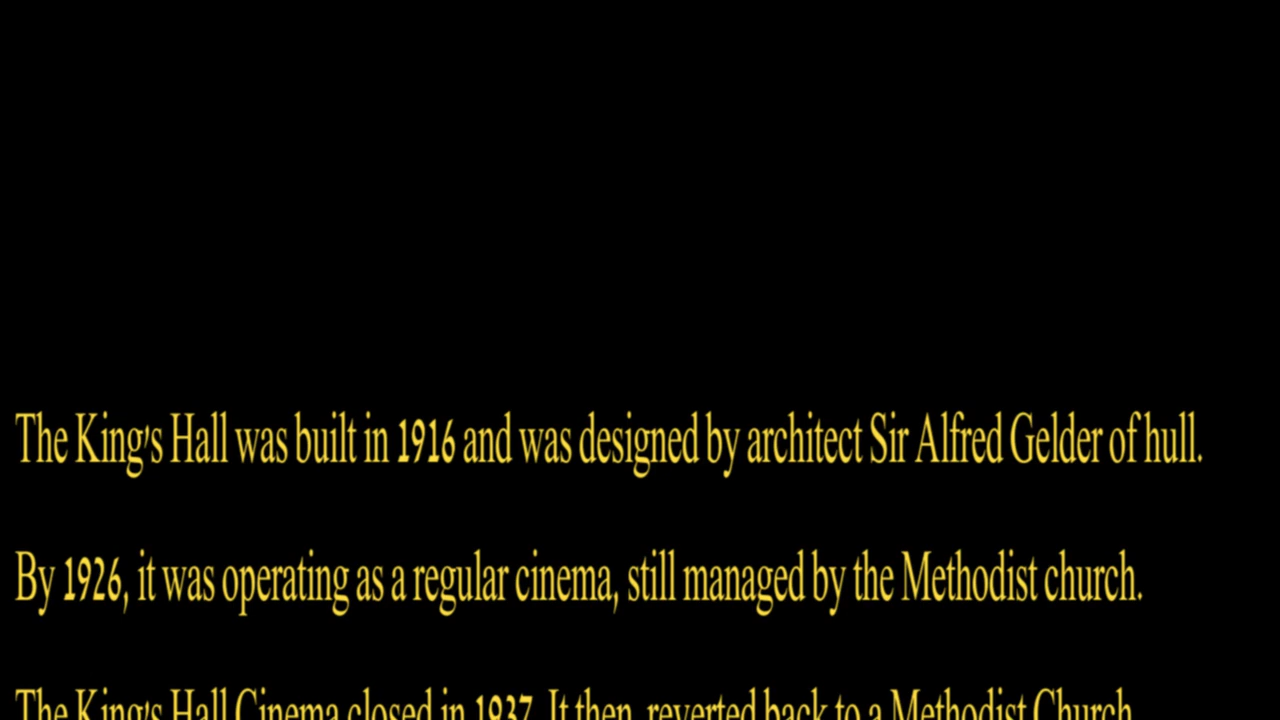 The King's Hall was built in 1916 and was designed by architect Sir Alfred Gelder of hull.
By 1926, it was operating as a regular cinema, still managed by the Methodist church.
The King's Hall Cinema closed in 1937. It then, reverted back to a Methodist Church.